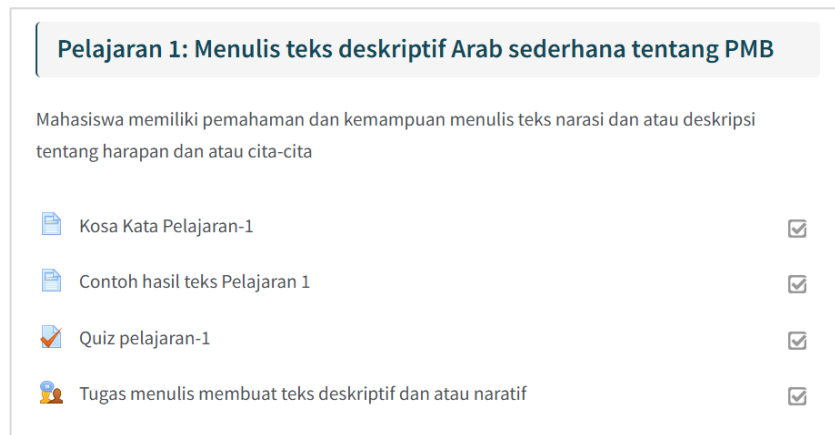 Pelajaran 1: Menulis teks deskriptif Arab sederhana tentang PMB
Mahasiswa memiliki pemahaman dan kemampuan menulis teks narasi dan atau deskripsi
tentang harapan dan atau cita-cita
Kosa Kata Pelajaran-1
Contoh hasil teks Pelajaran 1
Quiz pelajaran-1
Tugas menulis membuat teks deskriptif dan atau naratif